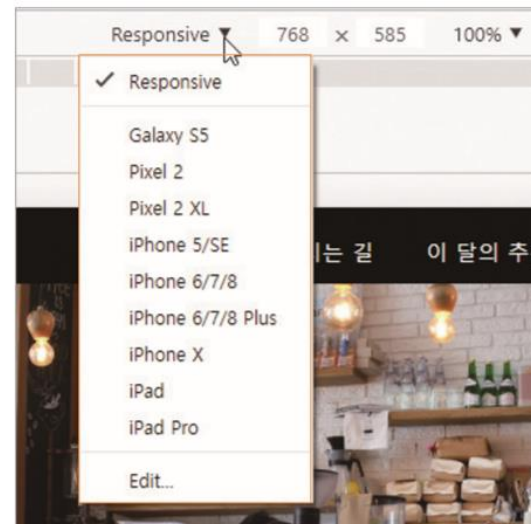 Responsive ▼ 768 × 585 100% ▼
✓ Responsive
Galaxy S5
Pixel 2
Pixel 2 XL
iPhone 5/SE
는 길 이 달의 추
iPhone 6/7/8
iPhone 6/7/8 Plus
iPhone X
iPad
iPad Pro
Edit...